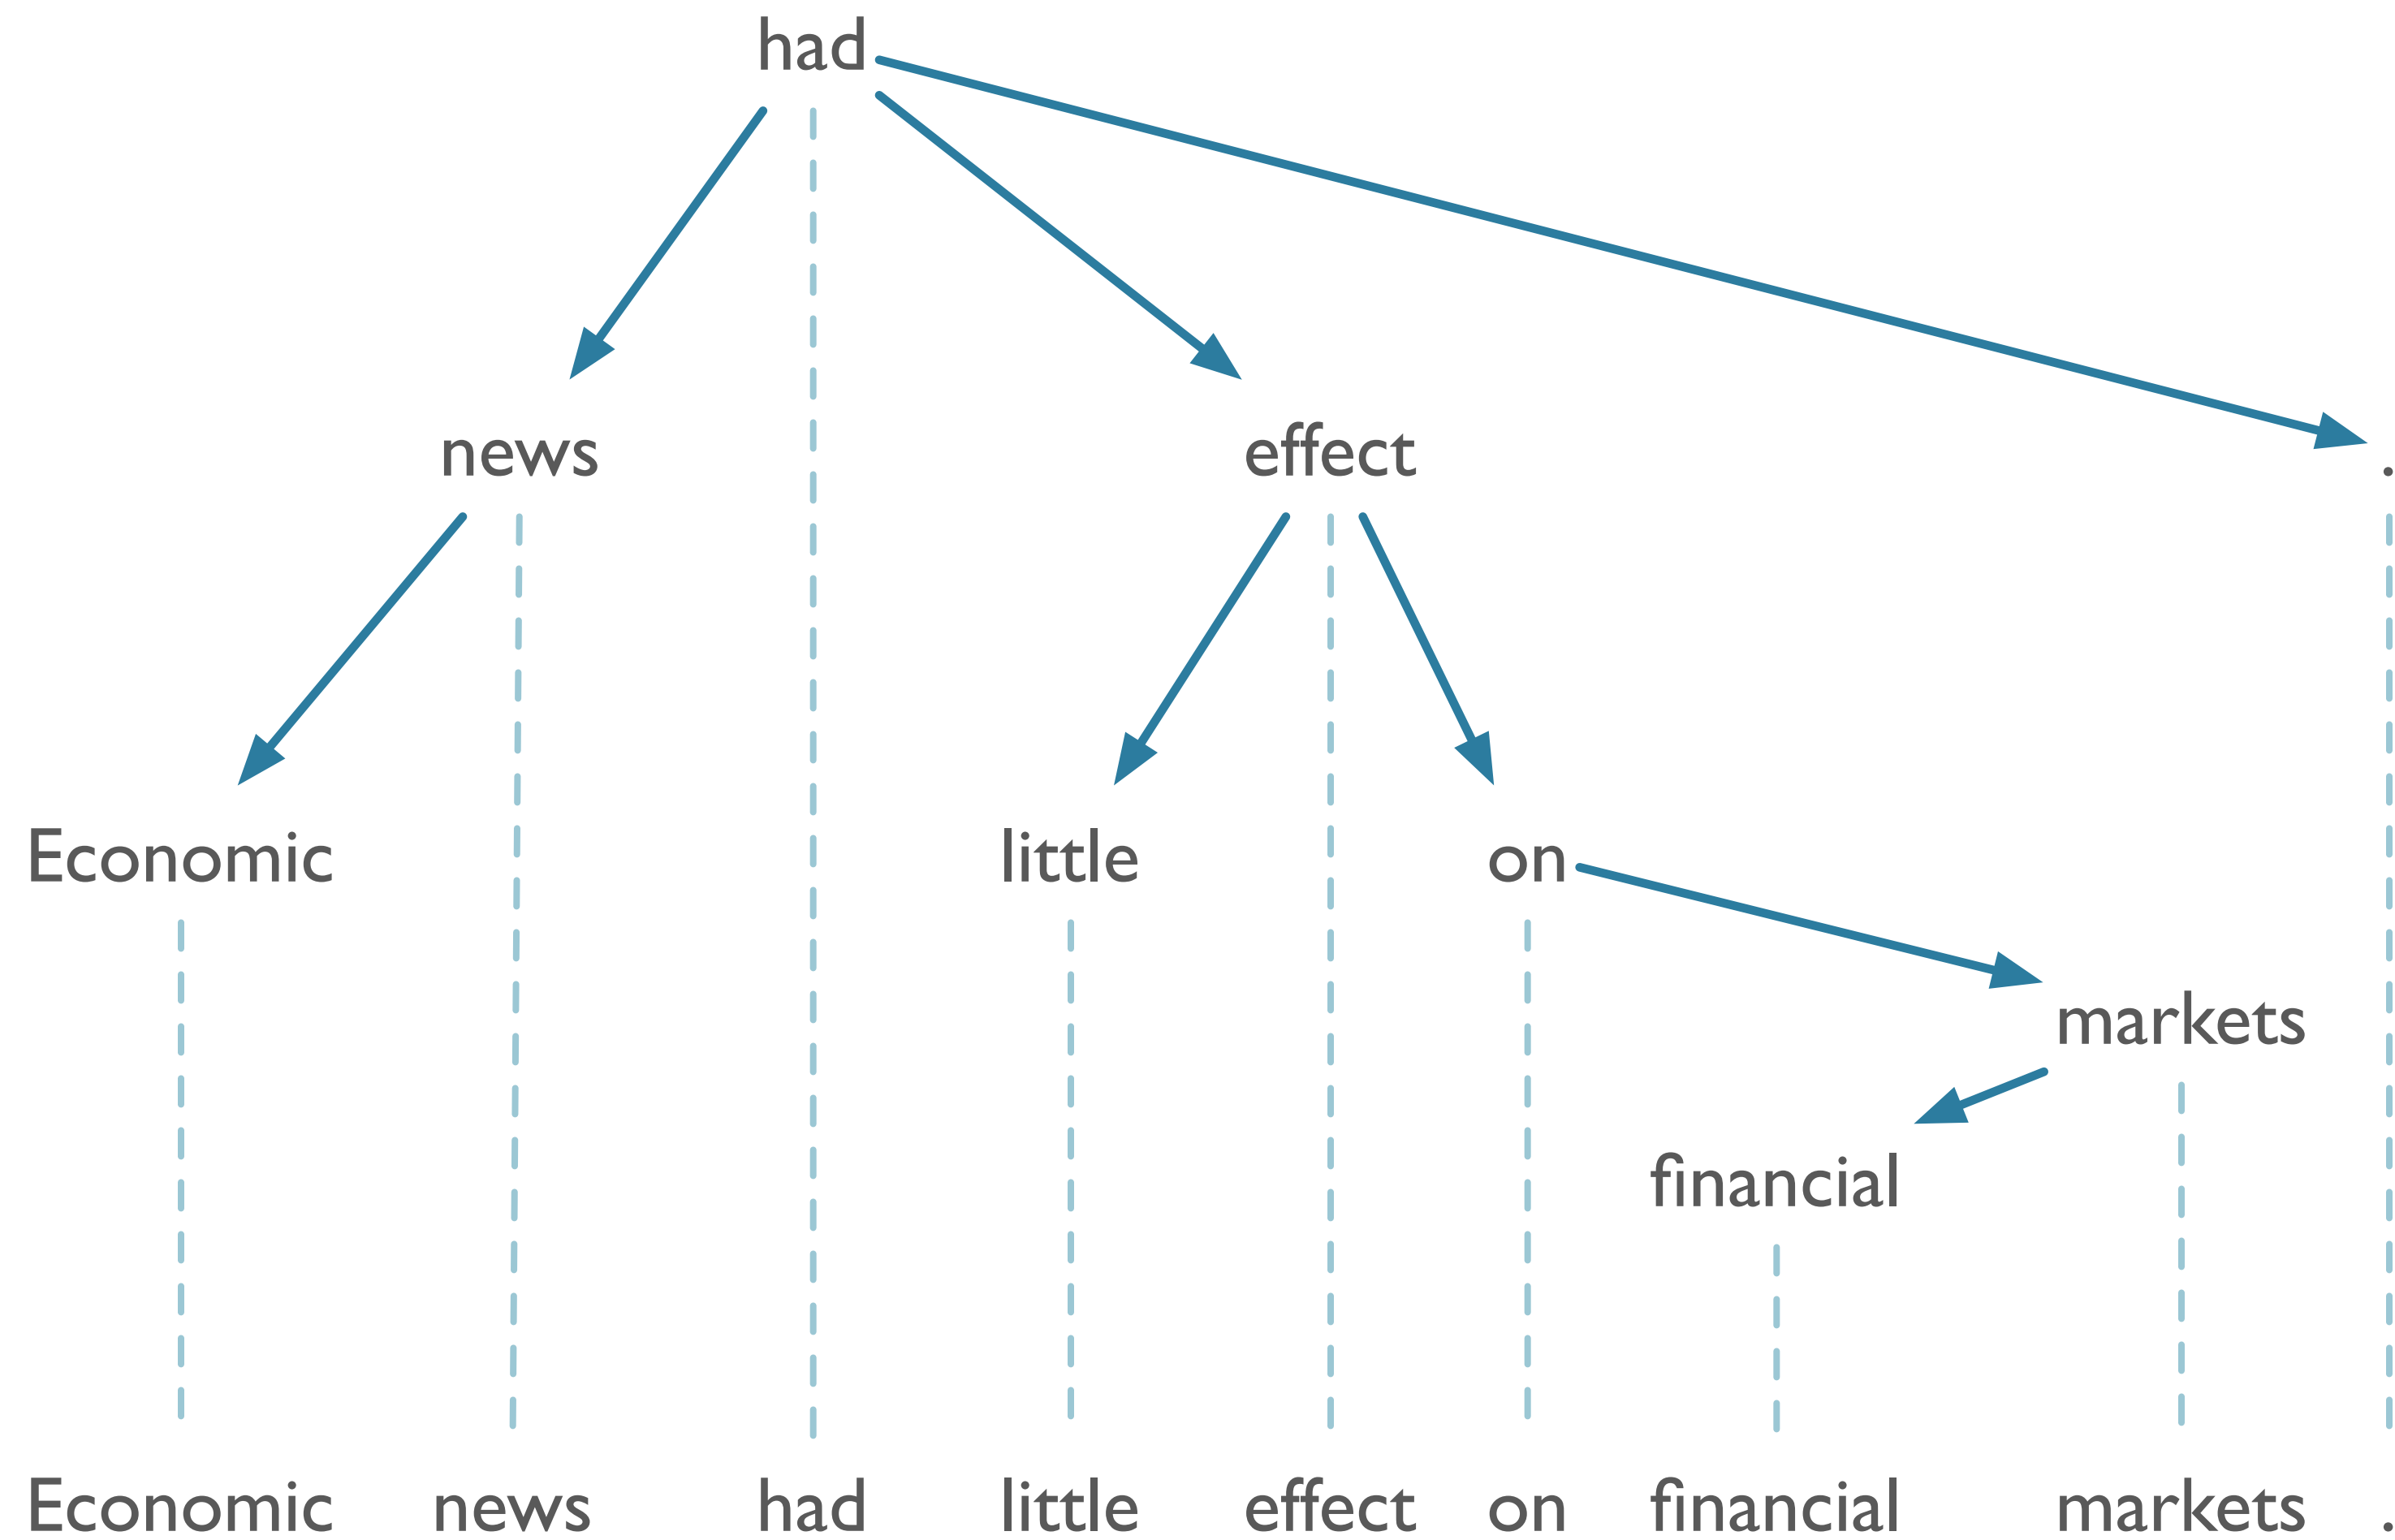 had
news effect .
Economic little on
markets
financial
Economic news had little effect on financial markets .